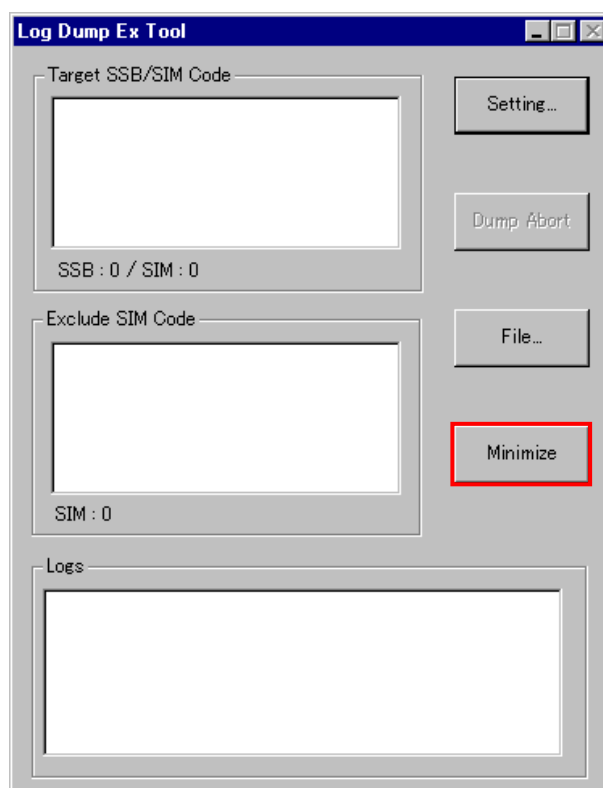 Log Dump Ex Tool
Target SSB/SIM Code
Setting...
SSB : 0 / SIM : 0
Dump Abort
Exclude SIM Code
File...
SIM : 0
Minimize
Logs